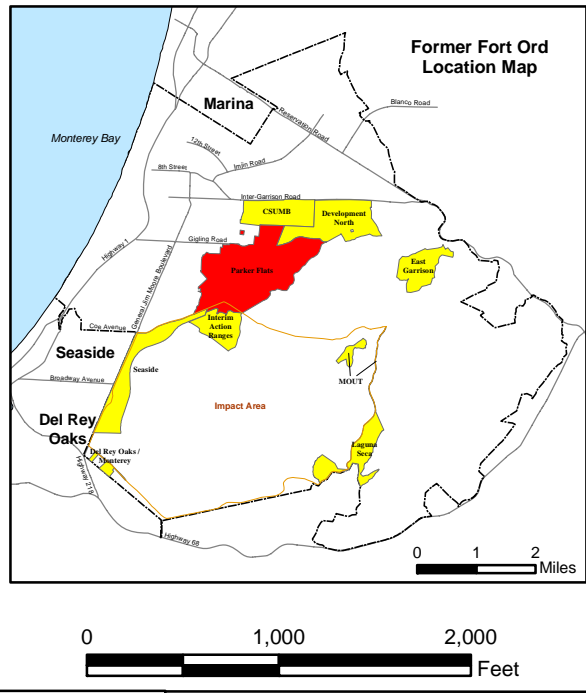 Former Fort Ord
Location Map
Marina
Blanco Road
Reservation Road
Monterey Bay
12th Street
Imjin Road
8th Street
Inter-Garrison Road
CSUMB
Development
North
Gigling Road
Highway 1
General Jim Moore Boulevard
East
Garrison
Parker Flats
Coe Avenue
Interim
Action
Ranges
Seaside
Seaside
Broadway Avenue
MOUT
Impact Area
Del Rey
Oaks
Del Rey Oaks /
Monterey
Laguna
Seca
Highway 218
Highway 68
0 1 2
Miles
0 1,000 2,000
Feet